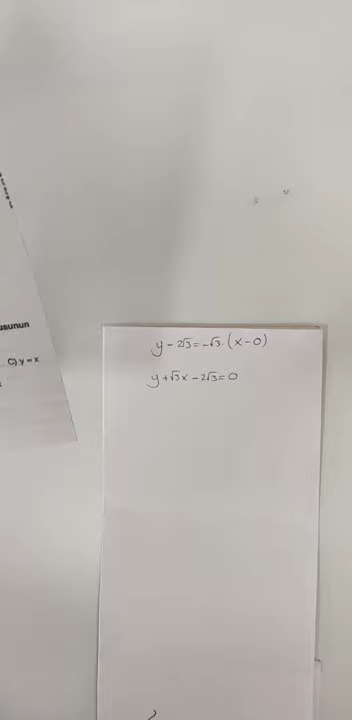 usunun
C) y = x
y - 2√3 = -√3 · (x - 0)
y + √3x - 2√3 = 0